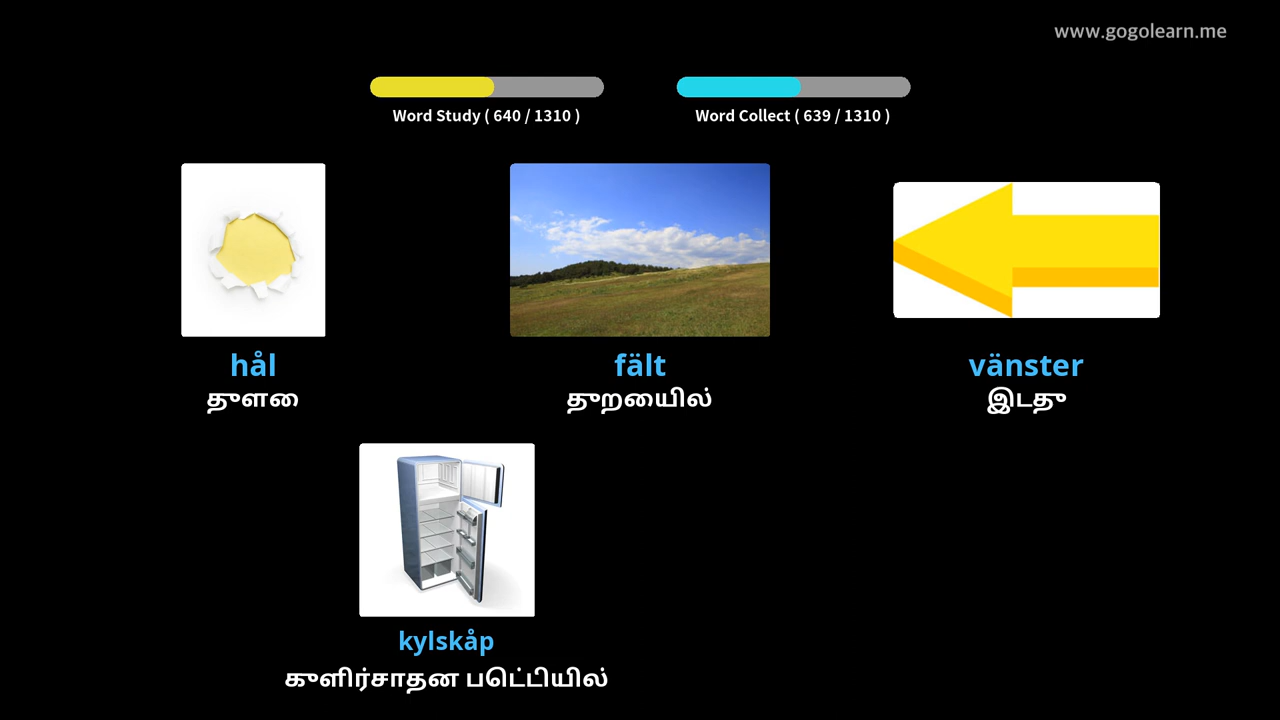 www.gogolearn.me
Word Study ( 640 / 1310 )
Word Collect ( 639 / 1310 )
hål
fält
vänster
துளை
துறையில்
இடது
kylskåp
குளிர்சாதன பெட்டியில்